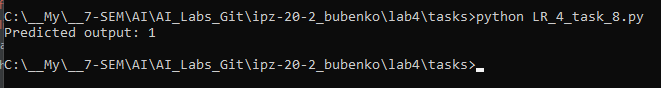 C:\__My\__7-SEM\AI\AI_Labs_Git\ipz-20-2_bubenko\lab4\tasks>python LR_4_task_8.py
Predicted output: 1
C:\__My\__7-SEM\AI\AI_Labs_Git\ipz-20-2_bubenko\lab4\tasks>